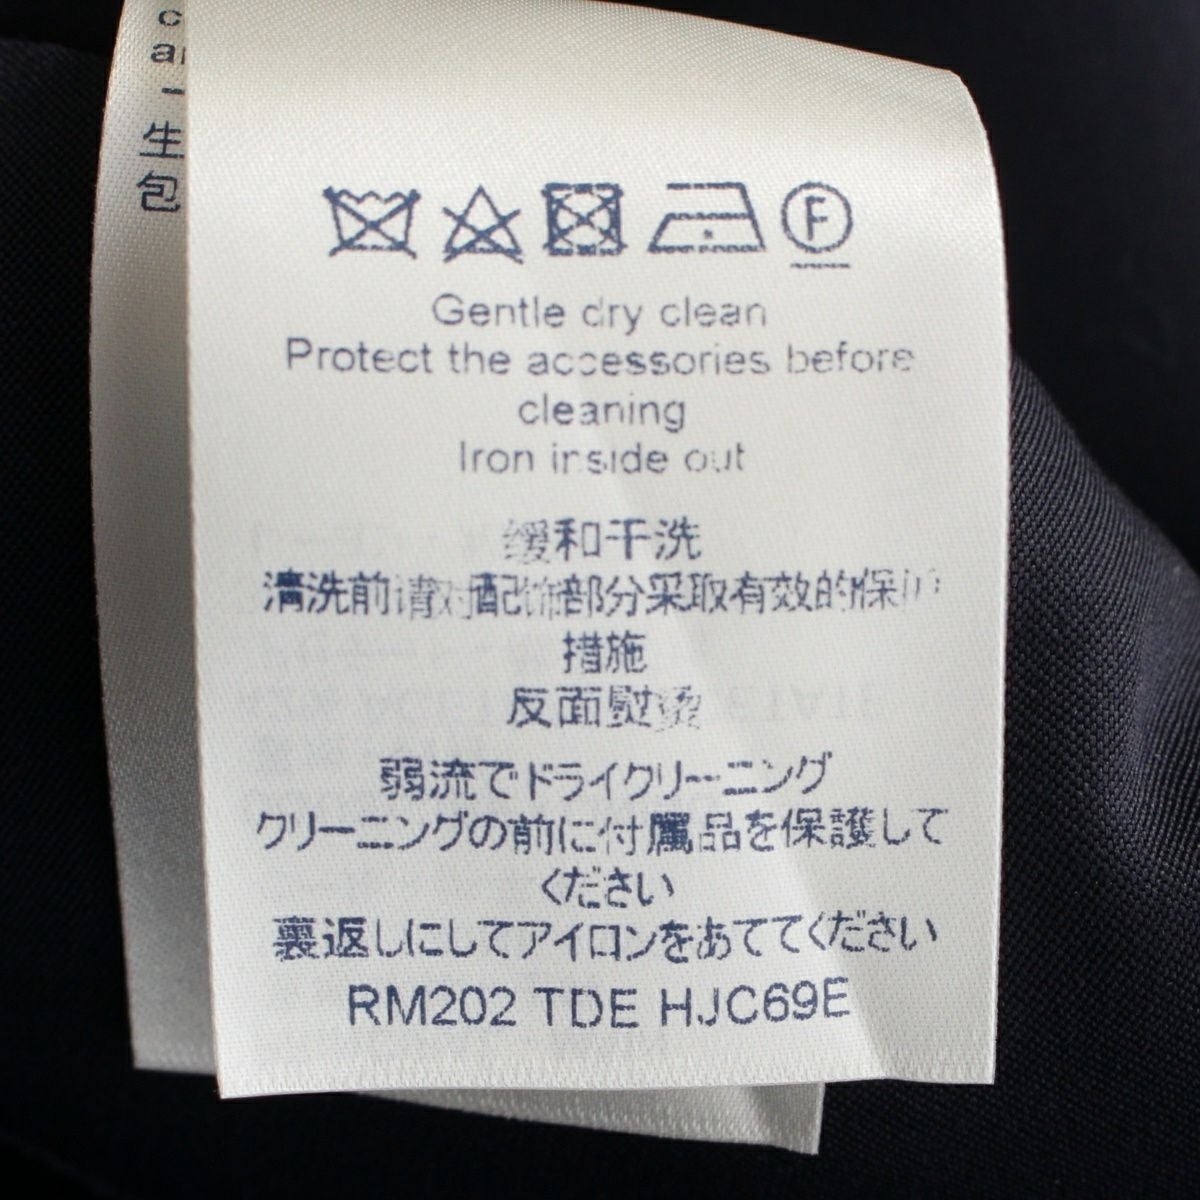 生
包
F
Gentle dry clean
Protect the accessories before
cleaning
Iron inside out
缓和干洗
清洗前请对配饰部分采取有效的保护
措施
反面熨烫
弱流でドライクリーニング
クリーニングの前に付属品を保護して
ください
裏返しにしてアイロンをあててください
RM202 TDE HJC69E